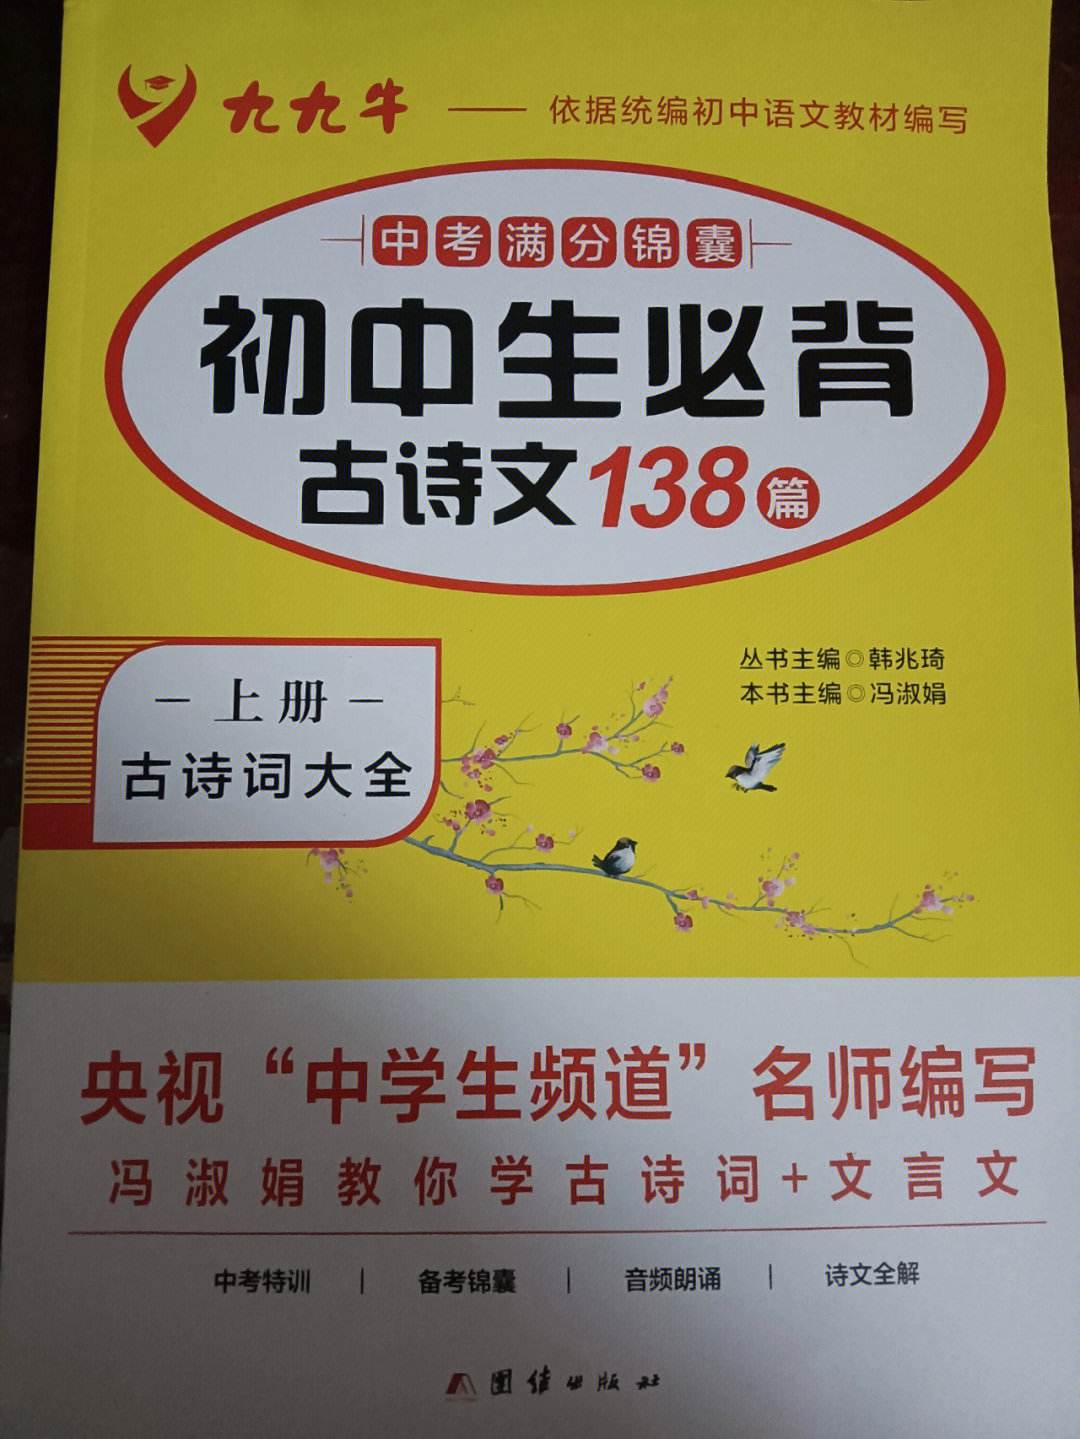 九九牛 —— 依据统编初中语文教材编写
中考满分锦囊
初中生必背
古诗文138篇
丛书主编◎韩兆琦
本书主编◎冯淑娟
— 上册 —
古诗词大全
央视“中学生频道”名师编写
冯淑娟教你学古诗词+文言文
中考特训 | 备考锦囊 | 音频朗诵 | 诗文全解
团结出版社